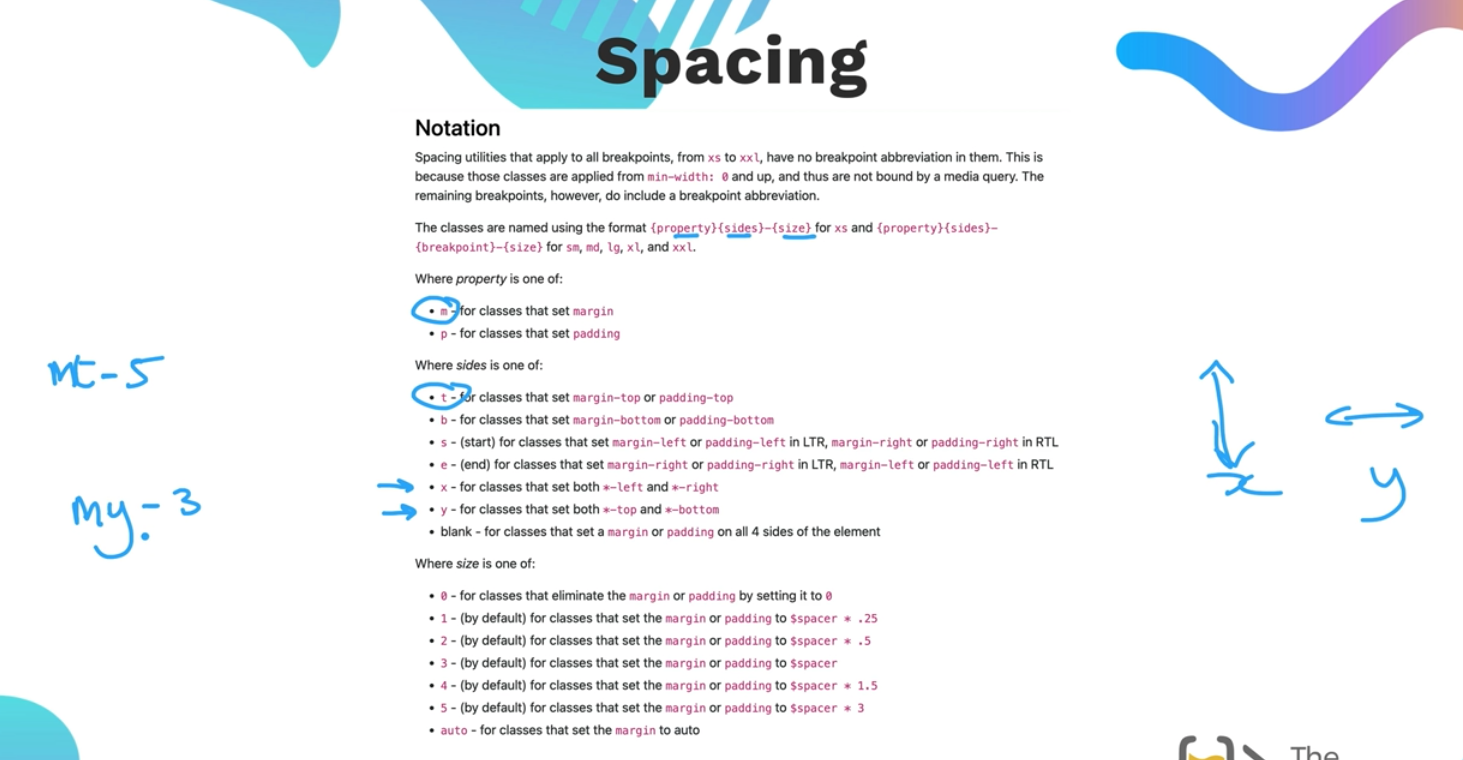 Spacing
Notation
Spacing utilities that apply to all breakpoints, from xs to xxl, have no breakpoint abbreviation in them. This is
because those classes are applied from min-width: 0 and up, and thus are not bound by a media query. The
remaining breakpoints, however, do include a breakpoint abbreviation.
The classes are named using the format {property}{sides}-{size} for xs and {property}{sides}-
{breakpoint}-{size} for sm, md, lg, xl, and xxl.
Where property is one of:
• m - for classes that set margin
• p - for classes that set padding
Where sides is one of:
mt-5
• t - for classes that set margin-top or padding-top
• b - for classes that set margin-bottom or padding-bottom
• s - (start) for classes that set margin-left or padding-left in LTR, margin-right or padding-right in RTL
• e - (end) for classes that set margin-right or padding-right in LTR, margin-left or padding-left in RTL
• x - for classes that set both *-left and *-right
x
y
my-3
• y - for classes that set both *-top and *-bottom
• blank - for classes that set a margin or padding on all 4 sides of the element
Where size is one of:
• 0 - for classes that eliminate the margin or padding by setting it to 0
• 1 - (by default) for classes that set the margin or padding to $spacer * .25
• 2 - (by default) for classes that set the margin or padding to $spacer * .5
• 3 - (by default) for classes that set the margin or padding to $spacer
• 4 - (by default) for classes that set the margin or padding to $spacer * 1.5
• 5 - (by default) for classes that set the margin or padding to $spacer * 3
• auto - for classes that set the margin to auto
The